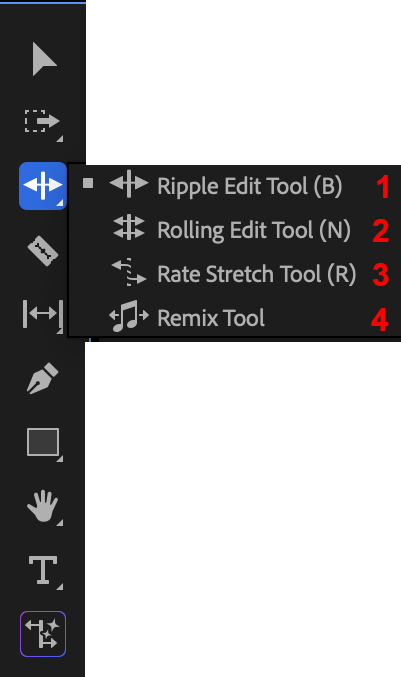 Ripple Edit Tool (B) 1
Rolling Edit Tool (N) 2
Rate Stretch Tool (R) 3
Remix Tool 4
T